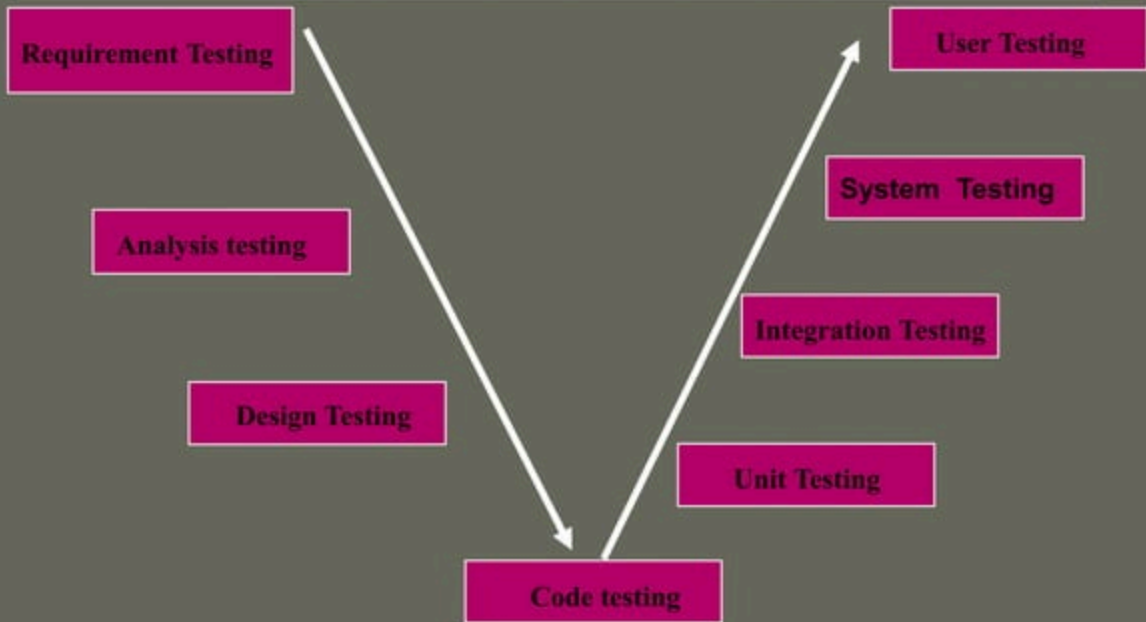 Requirement Testing
User Testing
System Testing
Analysis testing
Integration Testing
Design Testing
Unit Testing
Code testing